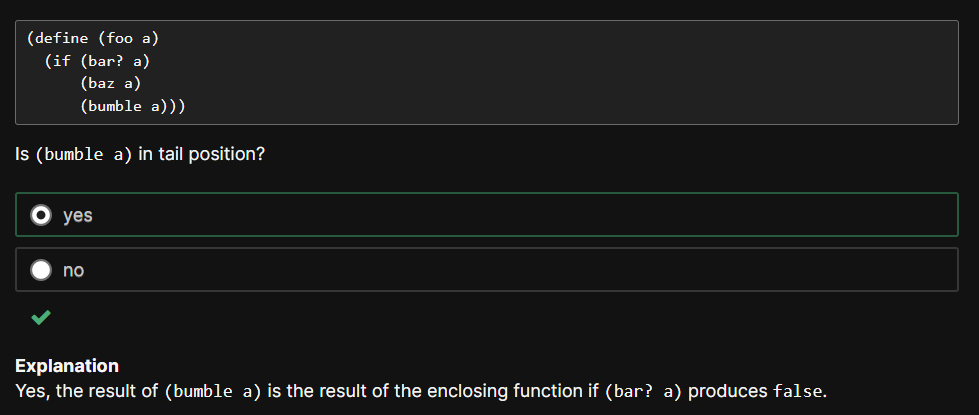 (define (foo a)
  (if (bar? a)
      (baz a)
      (bumble a)))
Is (bumble a) in tail position?
yes
no
Explanation
Yes, the result of (bumble a) is the result of the enclosing function if (bar? a) produces false.